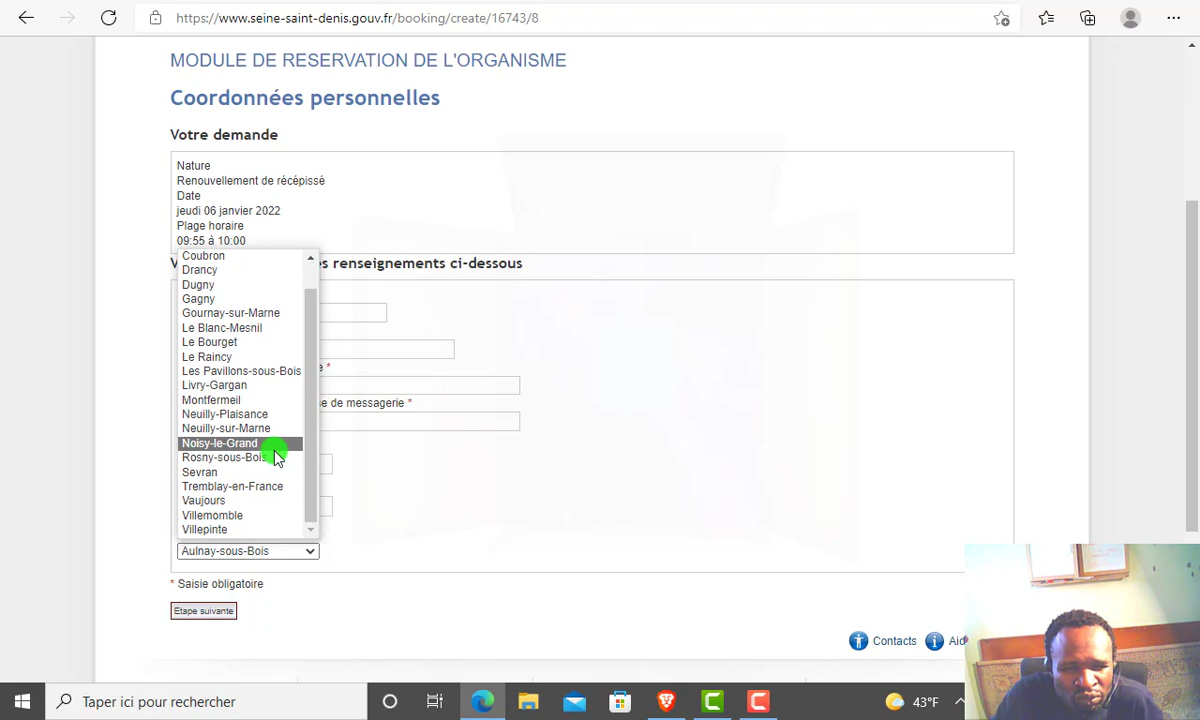 https://www.seine-saint-denis.gouv.fr/booking/create/16743/8
MODULE DE RESERVATION DE L'ORGANISME
Coordonnées personnelles
Votre demande
Nature
Renouvellement de récépissé
Date
jeudi 06 janvier 2022
Plage horaire
09:55 à 10:00
V es renseignements ci-dessous
Coubron
Drancy
Dugny
Gagny
Gournay-sur-Marne
Le Blanc-Mesnil
Le Bourget
Le Raincy
Les Pavillons-sous-Bois
Livry-Gargan
Montfermeil
Neuilly-Plaisance
Neuilly-sur-Marne
Noisy-le-Grand
Rosny-sous-Bois
Sevran
Tremblay-en-France
Vaujours
Villemomble
Villepinte
e *
se de messagerie *
Aulnay-sous-Bois
* Saisie obligatoire
Etape suivante
Contacts
Aid
Taper ici pour rechercher
43°F